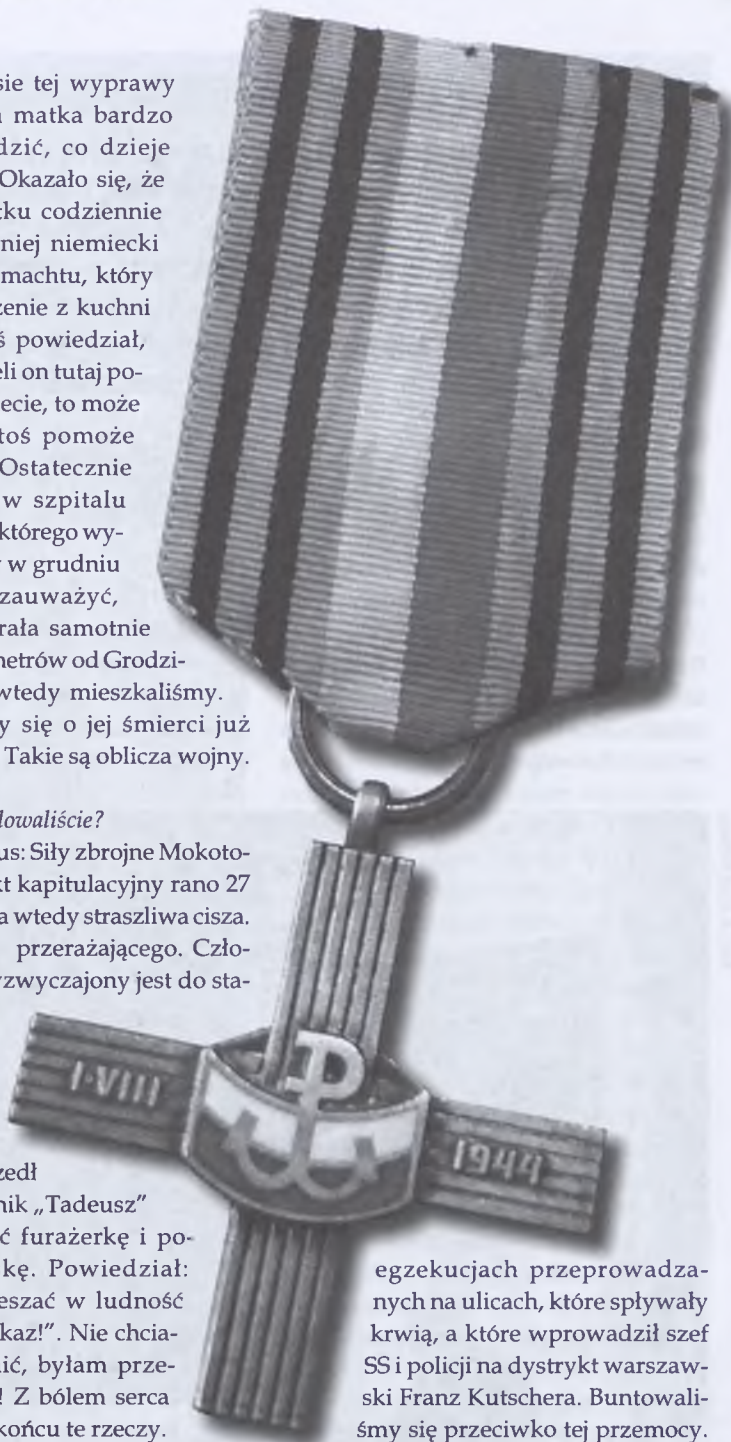 sie tej wyprawy
matka bardzo
dzić, co dzieje
Okazało się, że
tku codziennie
niej niemiecki
machtu, który
zenie z kuchni
ś powiedział,
eli on tutaj po-
ecie, to może
toś pomoże
Ostatecznie
w szpitalu
którego wy-
w grudniu
zauważyć,
rała samotnie
netrów od Grodzi-
wtedy mieszkaliśmy.
y się o jej śmierci już
Takie są oblicza wojny.
dowaliście?
us: Siły zbrojne Mokoto-
kt kapitulacyjny rano 27
a wtedy straszliwa cisza.
przerażającego. Czło-
zwyczajony jest do sta-
I·VIII
1944
zedł
nik „Tadeusz”
ć furażerkę i po-
kę. Powiedział:
eszać w ludność
kaz!”. Nie chcia-
nić, byłam prze-
! Z bólem serca
końcu te rzeczy.
egzekucjach przeprowadza-
nych na ulicach, które spływały
krwią, a które wprowadził szef
SS i policji na dystrykt warszaw-
ski Franz Kutschera. Buntowali-
śmy się przeciwko tej przemocy.